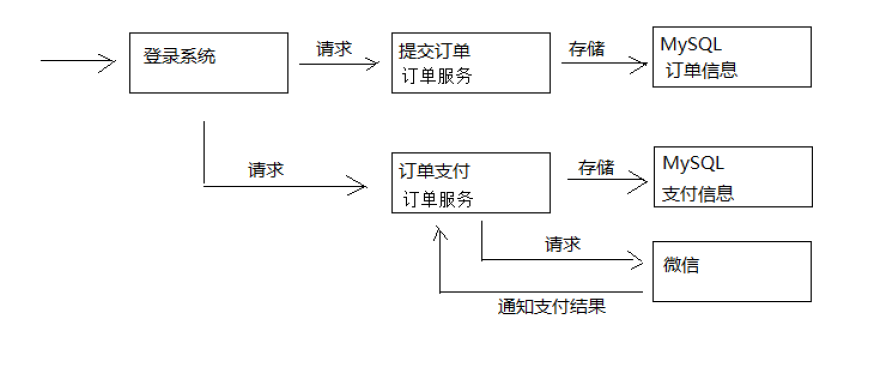 登录系统
请求
提交订单
订单服务
存储
MySQL
订单信息
请求
订单支付
订单服务
存储
MySQL
支付信息
请求
微信
通知支付结果